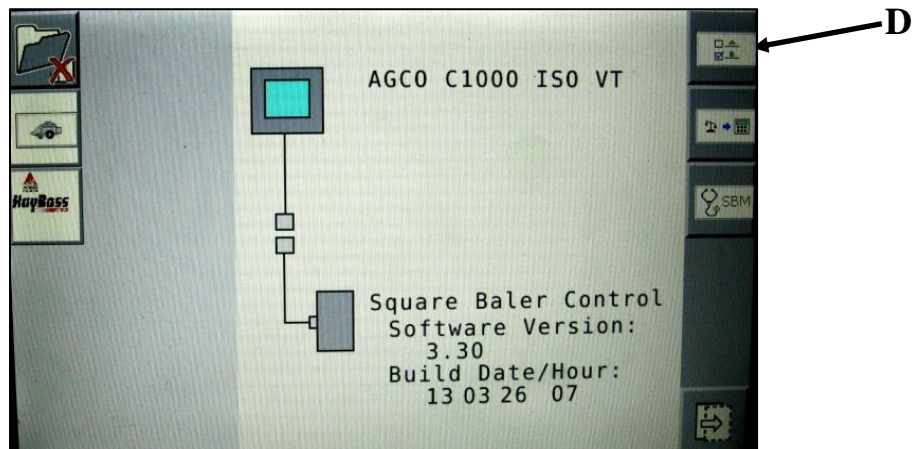 D
AGCO C1000 ISO VT
HayBoss
SBM
Square Baler Control
Software Version:
3.30
Build Date/Hour:
13 03 26 07